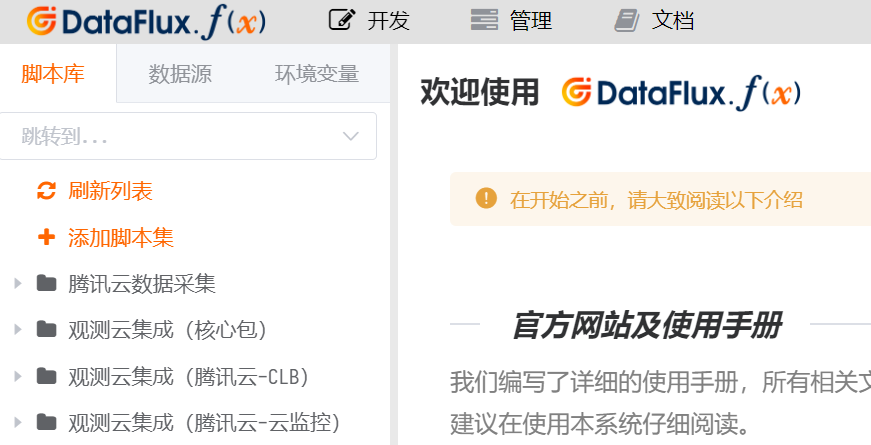 DataFlux.f(x) 开发 管理 文档
脚本库 数据源 环境变量
跳转到...
刷新列表
添加脚本集
腾讯云数据采集
观测云集成（核心包）
观测云集成（腾讯云-CLB）
观测云集成（腾讯云-云监控）
欢迎使用 DataFlux.f(x)
在开始之前，请大致阅读以下介绍
官方网站及使用手册
我们编写了详细的使用手册，所有相关
建议在使用本系统仔细阅读。